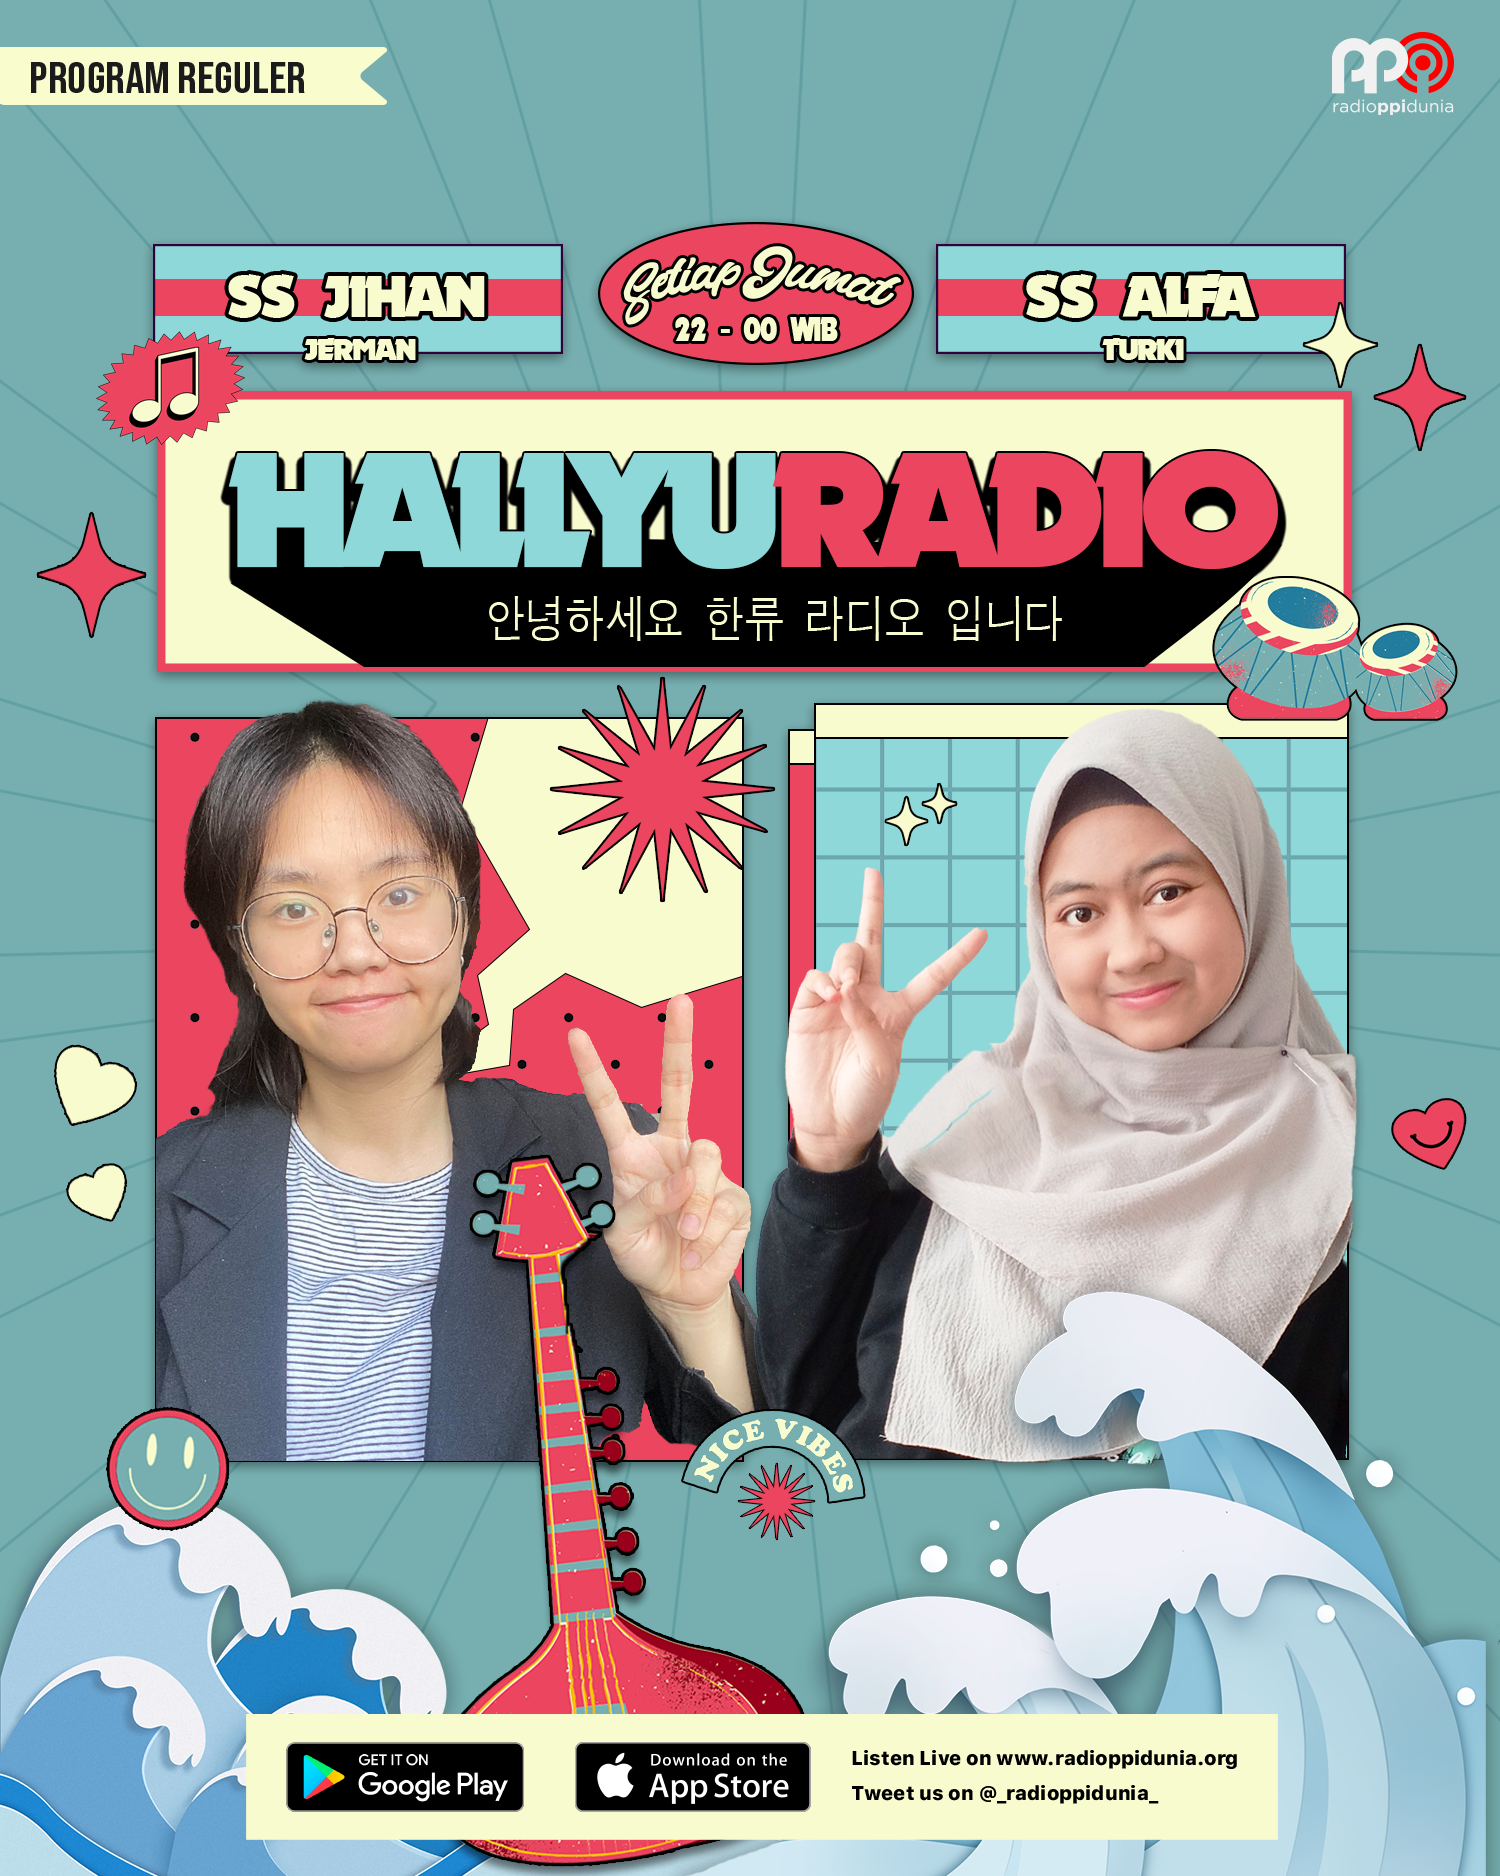 PROGRAM REGULER
radioppidunia
SS JIHAN
JERMAN
Setiap Jumat
22 - 00 WIB
SS ALFA
TURKI
HALLYURADIO
안녕하세요 한류 라디오 입니다
NICE VIBES
GET IT ON
Google Play
Download on the
App Store
Listen Live on www.radioppidunia.org
Tweet us on @_radioppidunia_